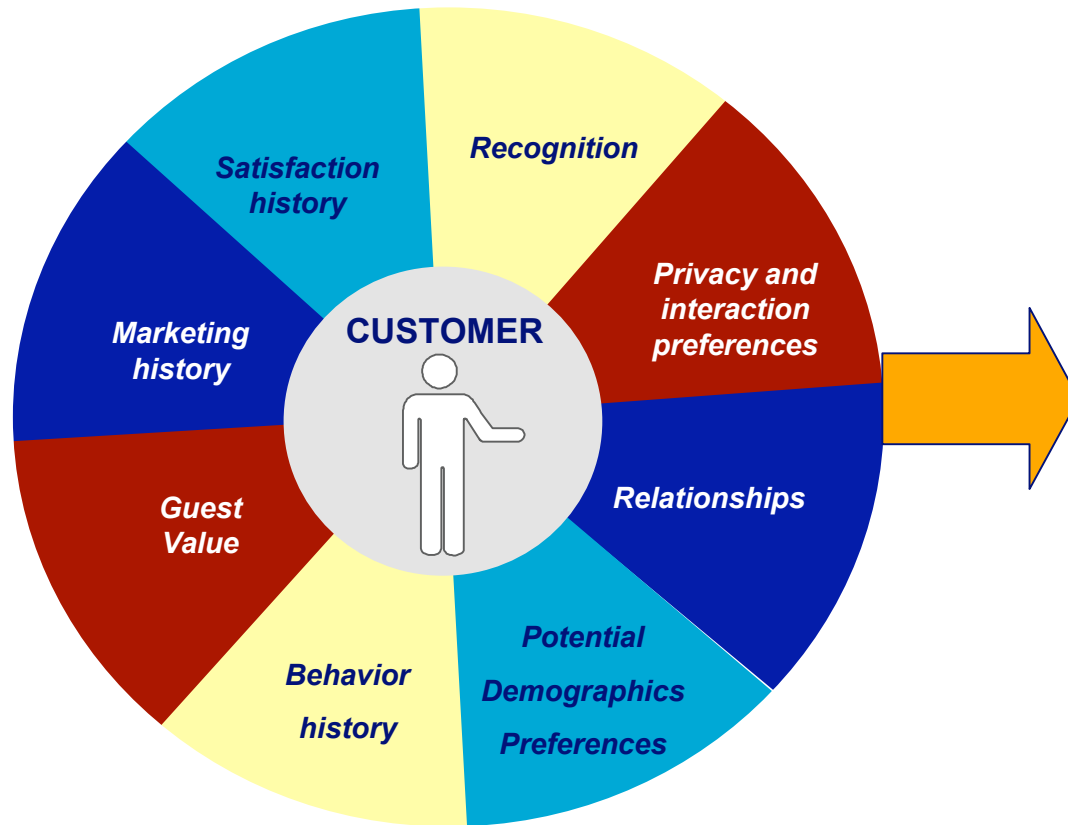 Recognition
Satisfaction
history
Privacy and
interaction
preferences
CUSTOMER
Marketing
history
Relationships
Guest
Value
Potential
Demographics
Preferences
Behavior
history